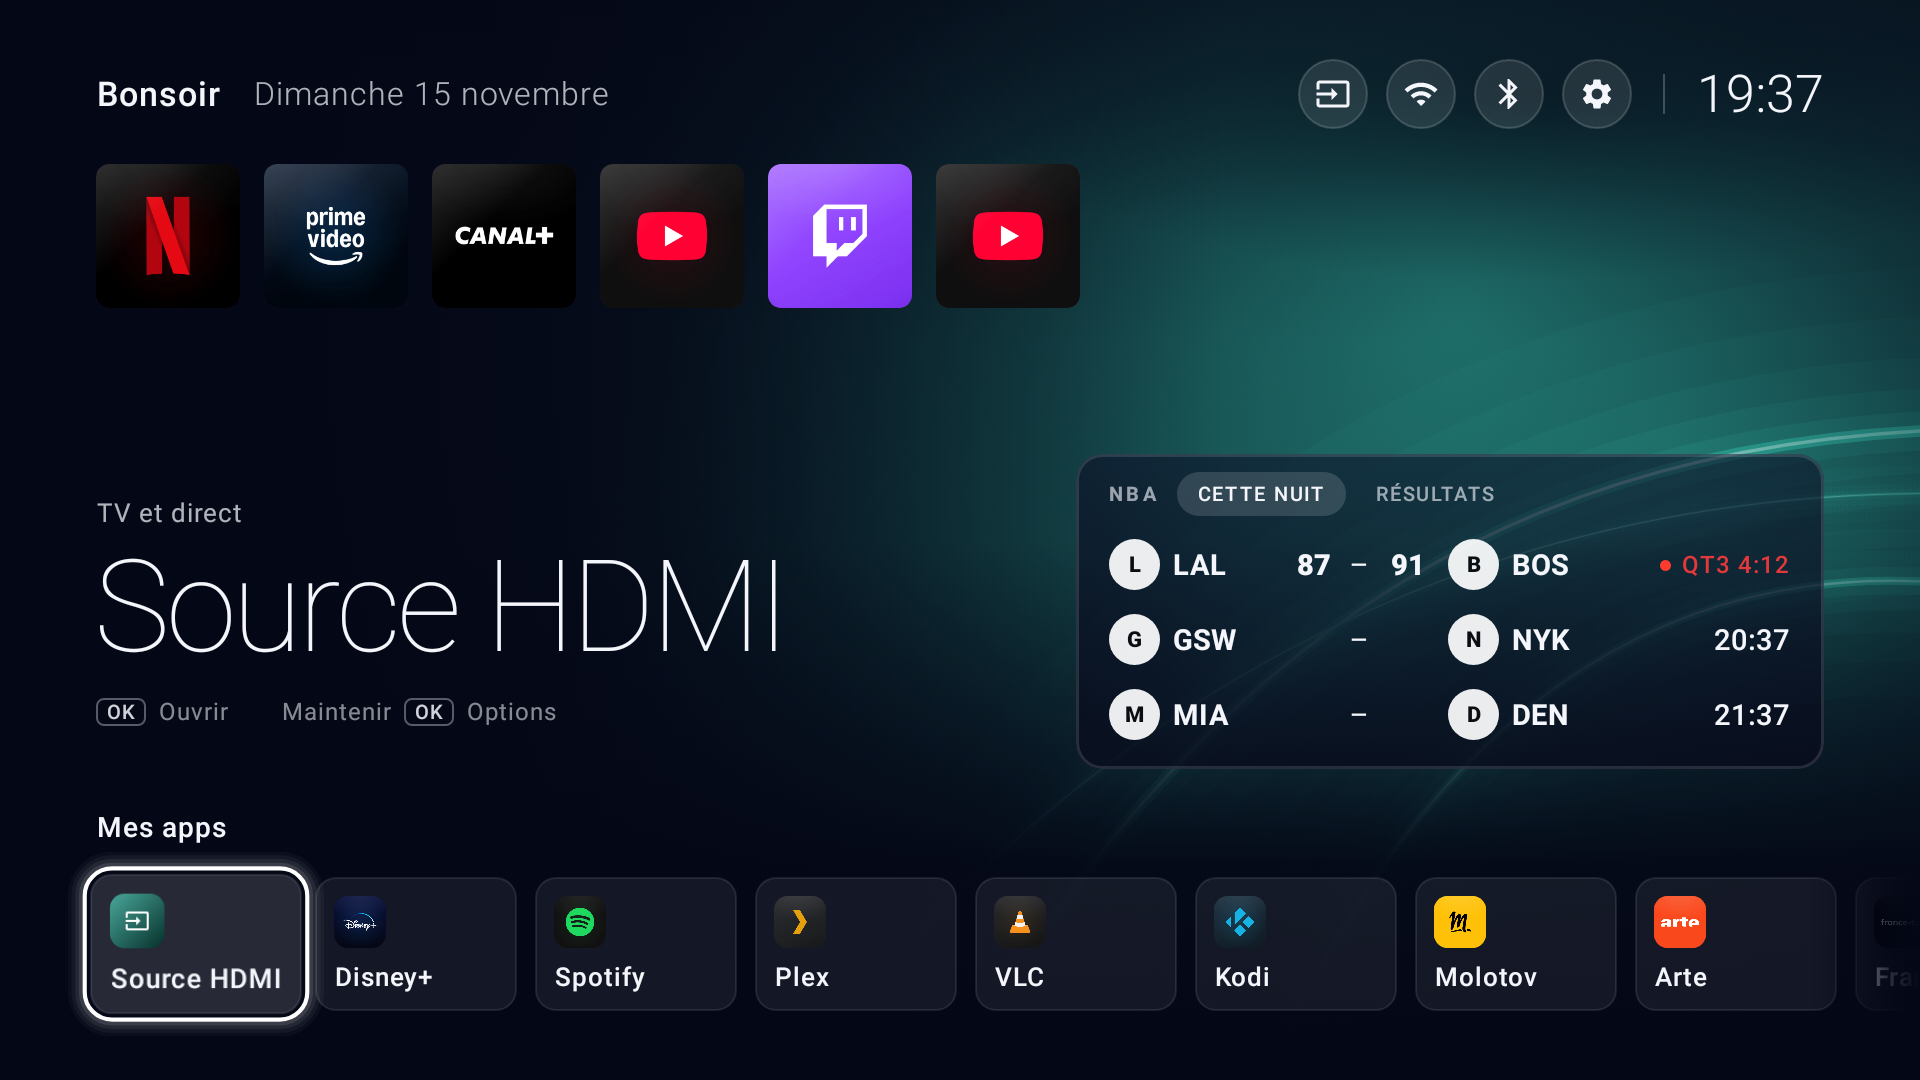 Bonsoir Dimanche 15 novembre 19:37
prime video
CANAL+
TV et direct
Source HDMI
OK Ouvrir Maintenir OK Options
NBA CETTE NUIT RÉSULTATS
L LAL 87 – 91 B BOS QT3 4:12
G GSW – N NYK 20:37
M MIA – D DEN 21:37
Mes apps
Disney+
m.
arte
Source HDMI
Disney+
Spotify
Plex
VLC
Kodi
Molotov
Arte